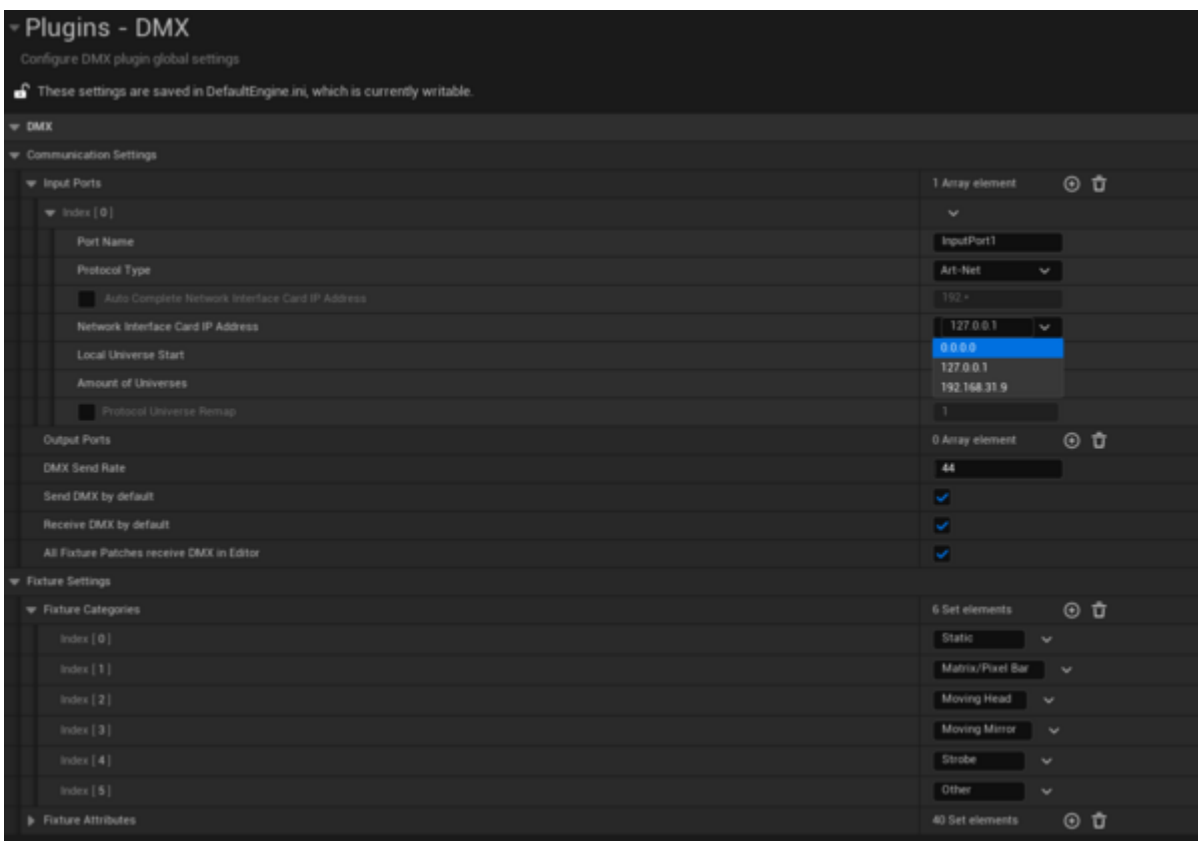 Plugins - DMX
Configure DMX plugin global settings
These settings are saved in DefaultEngine.ini, which is currently writable.
DMX
Communication Settings
Input Ports 1 Array element
Index [ 0 ]
Port Name InputPort1
Protocol Type Art-Net
Auto Complete Network Interface Card IP Address 192.*
Network Interface Card IP Address 127.0.0.1
0.0.0.0
Local Universe Start
127.0.0.1
Amount of Universes 192.168.31.9
Protocol Universe Remap 1
Output Ports 0 Array element
DMX Send Rate 44
Send DMX by default
Receive DMX by default
All Fixture Patches receive DMX in Editor
Fixture Settings
Fixture Categories 6 Set elements
Index [ 0 ] Static
Index [ 1 ] Matrix/Pixel Bar
Index [ 2 ] Moving Head
Index [ 3 ] Moving Mirror
Index [ 4 ] Strobe
Index [ 5 ] Other
Fixture Attributes 40 Set elements